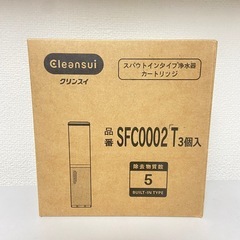 Cleansui
クリンスイ
スパウトインタイプ浄水器
カートリッジ
品番 SFC0002T 3個入
除去物質数
5
BUILT-IN TYPE